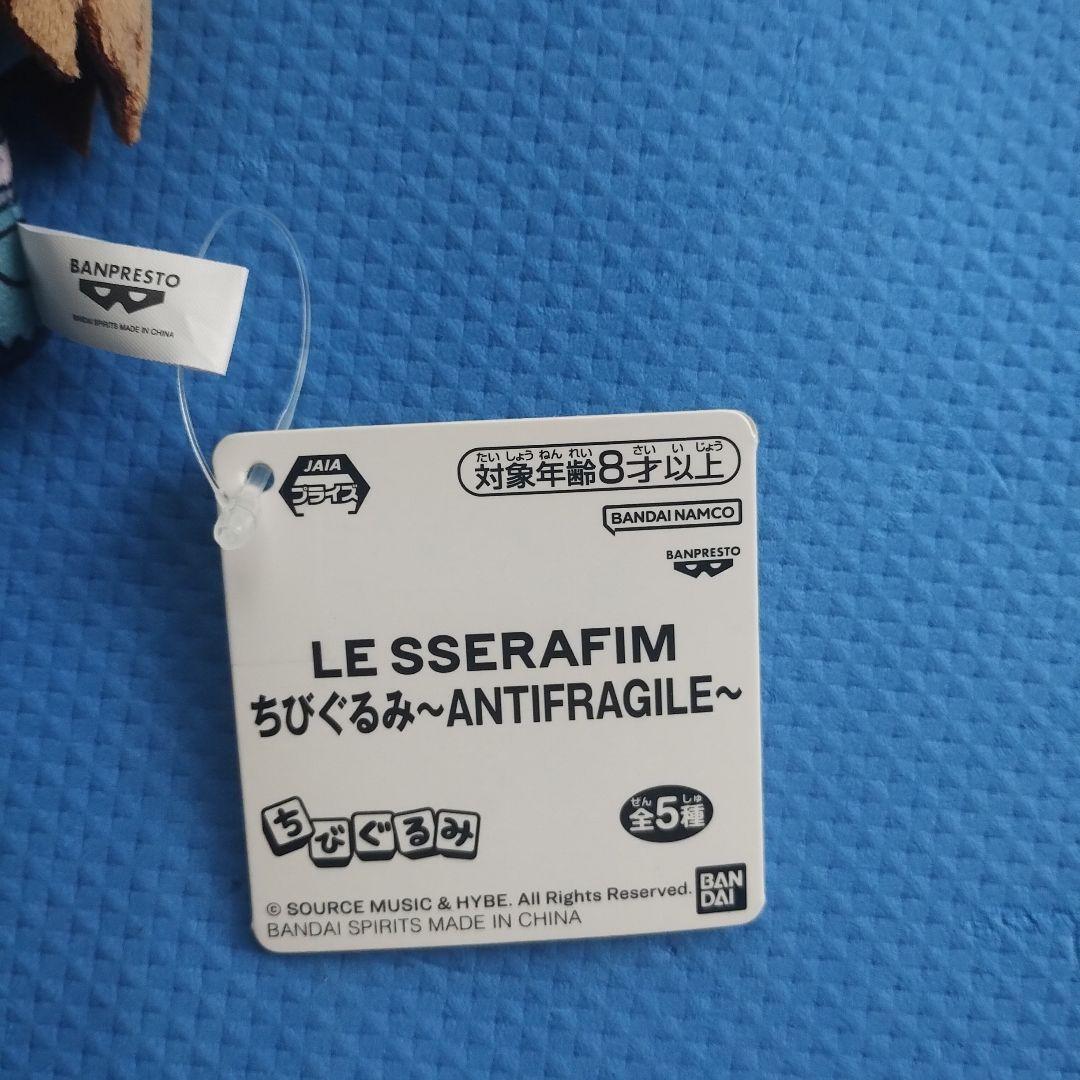 BANPRESTO
BANDAI SPIRITS MADE IN CHINA
JAIA
プライズ
たいしょうねんれい さい い じょう
対象年齢8才以上
BANDAI NAMCO
BANPRESTO
LE SSERAFIM
ちびぐるみ~ANTIFRAGILE~
ちびぐるみ
ぜん しゅ
全5種
© SOURCE MUSIC & HYBE. All Rights Reserved.
BANDAI SPIRITS MADE IN CHINA
BAN
DAI